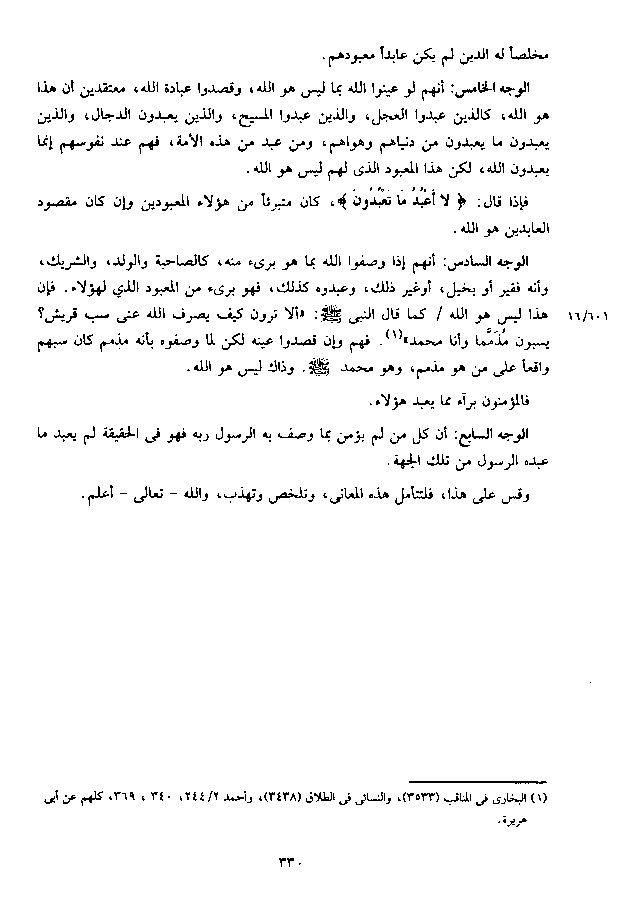 مخلصاً له الدين لم يكن عابداً معبودهم.
الوجه الخامس: أنهم لو عينوا الله بما ليس هو الله، وقصدوا عبادة الله، معتقدين أن هذا
هو الله، كالذين عبدوا العجل، والذين عبدوا المسيح، والذين يعبدون الدجال، والذين
يعبدون ما يعبدون من دنياهم وهواهم، ومن عبد من هذه الأمة، فهم عند نفوسهم إنما
يعبدون الله، لكن هذا المعبود الذى لهم ليس هو الله.
فإذا قال: ﴿ لا أَعْبُدُ مَا تَعْبُدُونَ ﴾، كان متبرئاً من هؤلاء المعبودين وإن كان مقصود
العابدين هو الله.
الوجه السادس: أنهم إذا وصفوا الله بما هو برىء منه، كالصاحبة والولد، والشريك،
وأنه فقير أو بخيل، أوغير ذلك، وعبدوه كذلك، فهو برىء من المعبود الذي لهؤلاء. فإن
هذا ليس هو الله / كما قال النبى ﷺ: «ألا ترون كيف يصرف الله عنى سب قريش؟ ١٦/٦٠١
يسبون مُذَمَّما وأنا محمد»(١). فهم وإن قصدوا عينه لكن لما وصفوه بأنه مذمم كان سبهم
واقعاً على من هو مذمم، وهو محمد ﷺ. وذاك ليس هو الله.
فالمؤمنون برآء مما يعبد هؤلاء.
الوجه السابع: أن كل من لم يؤمن بما وصف به الرسول ربه فهو فى الحقيقة لم يعبد ما
عبده الرسول من تلك الجهة.
وقس على هذا، فلتتأمل هذه المعانى، وتلخص وتهذب، والله - تعالى - أعلم.
(١) البخارى فى المناقب (٣٥٣٣)، والنسائى فى الطلاق (٣٤٣٨)، وأحمد ٢/ ٢٤٤، ٣٤٠ ، ٣٦٩، كلهم عن أبى
هريرة.
٣٣٠